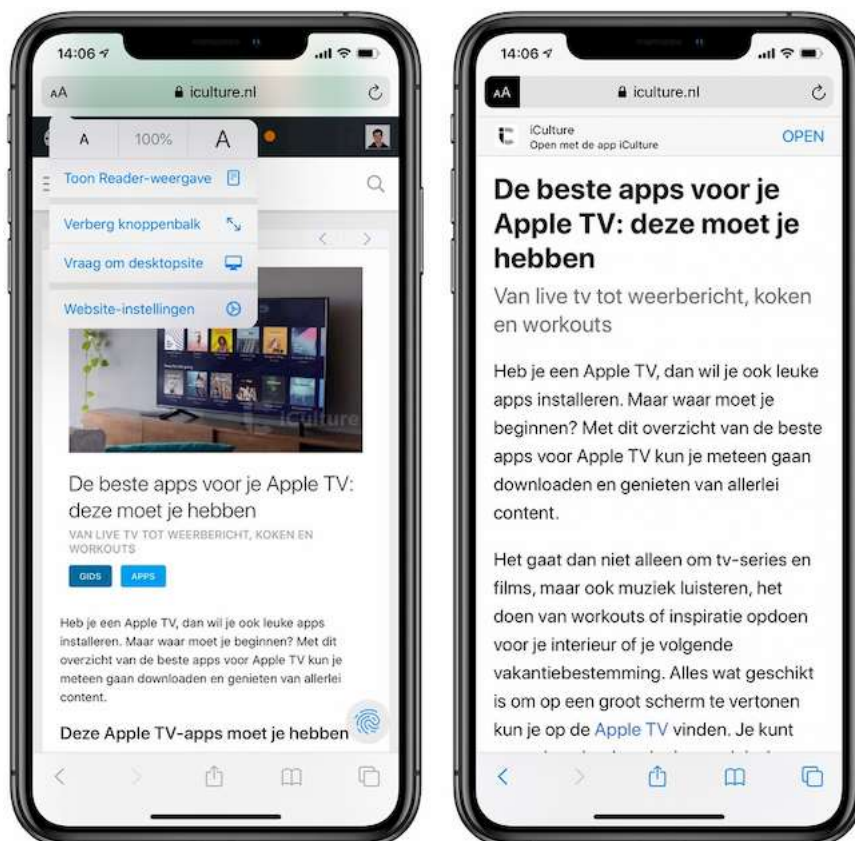 14:06
AA iculture.nl
A 100% A
Toon Reader-weergave
Verberg knoppenbalk
Vraag om desktopsite
Website-instellingen
iCulture
De beste apps voor je Apple TV:
deze moet je hebben
VAN LIVE TV TOT WEERBERICHT, KOKEN EN
WORKOUTS
GIDS APPS
Heb je een Apple TV, dan wil je ook leuke apps
installeren. Maar waar moet je beginnen? Met dit
overzicht van de beste apps voor Apple TV kun je
meteen gaan downloaden en genieten van allerlei
content.
Deze Apple TV-apps moet je hebben
14:06
AA iculture.nl
iCulture
Open met de app iCulture
OPEN
De beste apps voor je
Apple TV: deze moet je
hebben
Van live tv tot weerbericht, koken
en workouts
Heb je een Apple TV, dan wil je ook leuke
apps installeren. Maar waar moet je
beginnen? Met dit overzicht van de beste
apps voor Apple TV kun je meteen gaan
downloaden en genieten van allerlei
content.
Het gaat dan niet alleen om tv-series en
films, maar ook muziek luisteren, het
doen van workouts of inspiratie opdoen
voor je interieur of je volgende
vakantiebestemming. Alles wat geschikt
is om op een groot scherm te vertonen
kun je op de Apple TV vinden. Je kunt